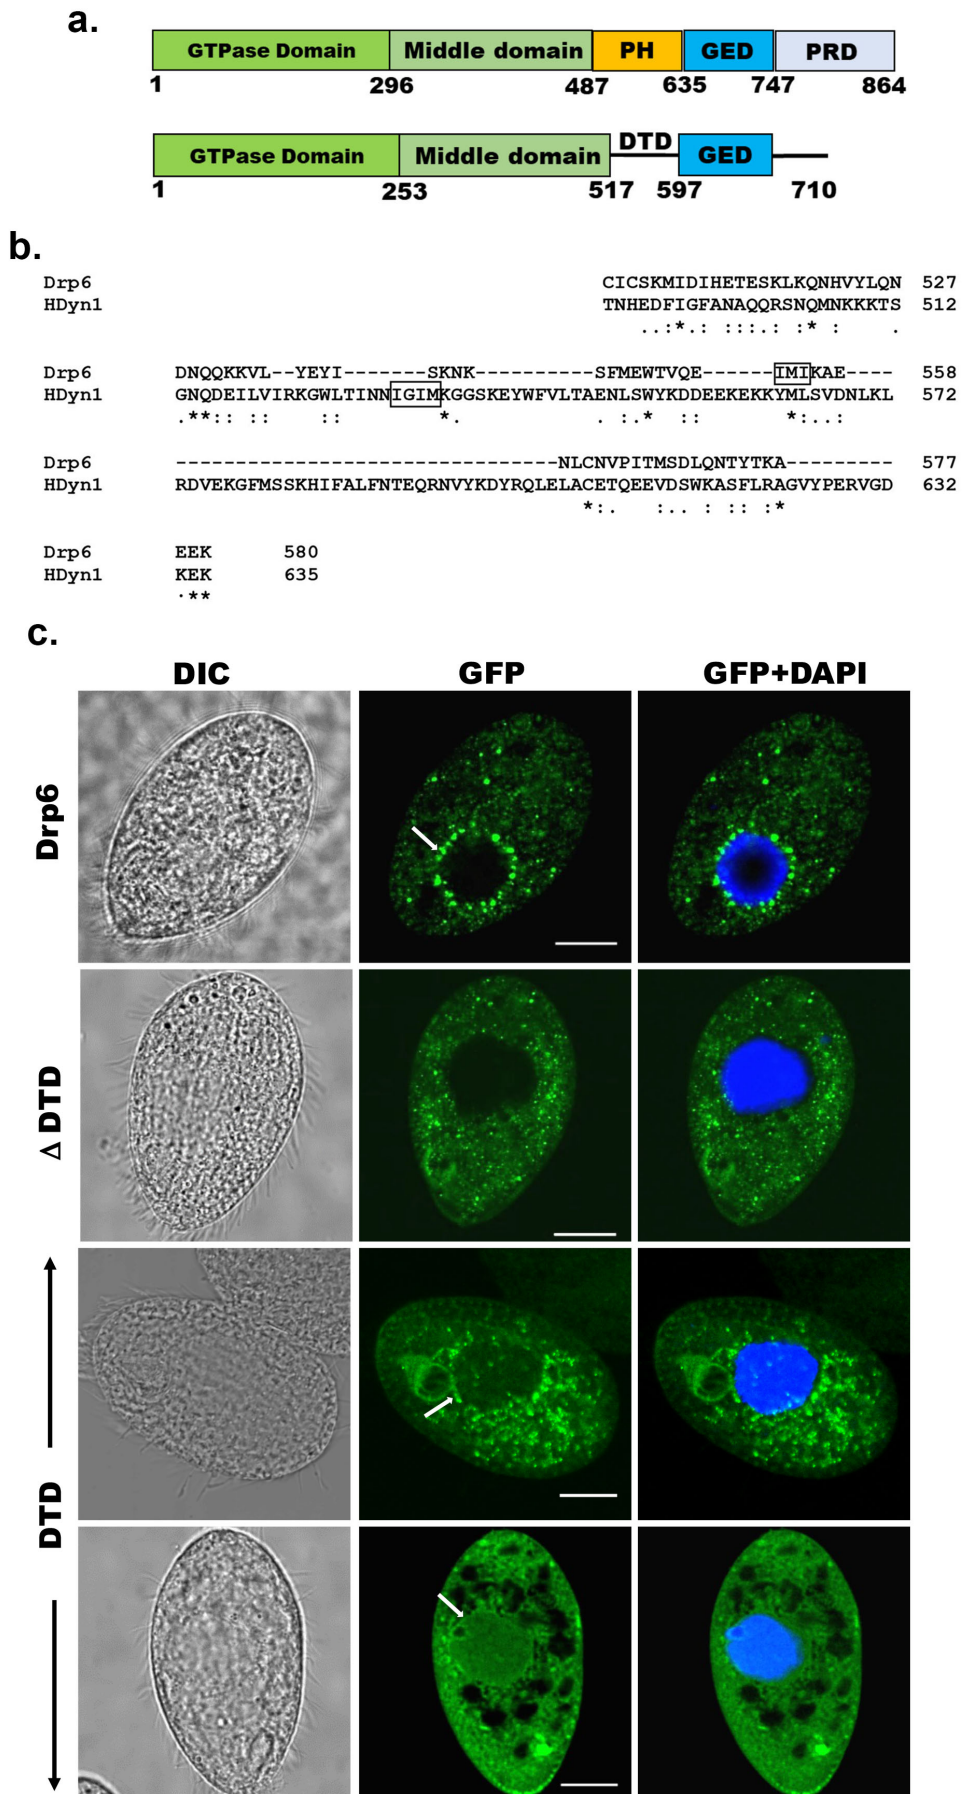 a.
GTPase Domain Middle domain PH GED PRD
1 296 487 635 747 864
DTD
GTPase Domain Middle domain GED
1 253 517 597 710
b.
Drp6 CICSKMIDIHETESKLKQNHVYLQN 527
HDyn1 TNHEDFIGFANAQQRSNQMNKKKTS 512
..:*.: :::.: :* : .
Drp6 DNQQKKVL--YEYI-------SKNK----------SFMEWTVQE------IMIKAE---- 558
HDyn1 GNQDEILVIRKGWLTINNIGIMKGGSKEYWFVLTAENLSWYKDDEEKEKKYMLSVDNLKL 572
.**:: :: :: *. . ::* :: *:..:
Drp6 --------------------------------NLCNVPITMSDLQNTYTKA--------- 577
HDyn1 RDVEKGFMSSKHIFALFNTEQRNVYKDYRQLELACETQEEVDSWKASFLRAGVYPERVGD 632
*:. :.. : :: :*
Drp6 EEK 580
HDyn1 KEK 635
.**
c.
DIC GFP GFP+DAPI
Drp6
Δ DTD
DTD